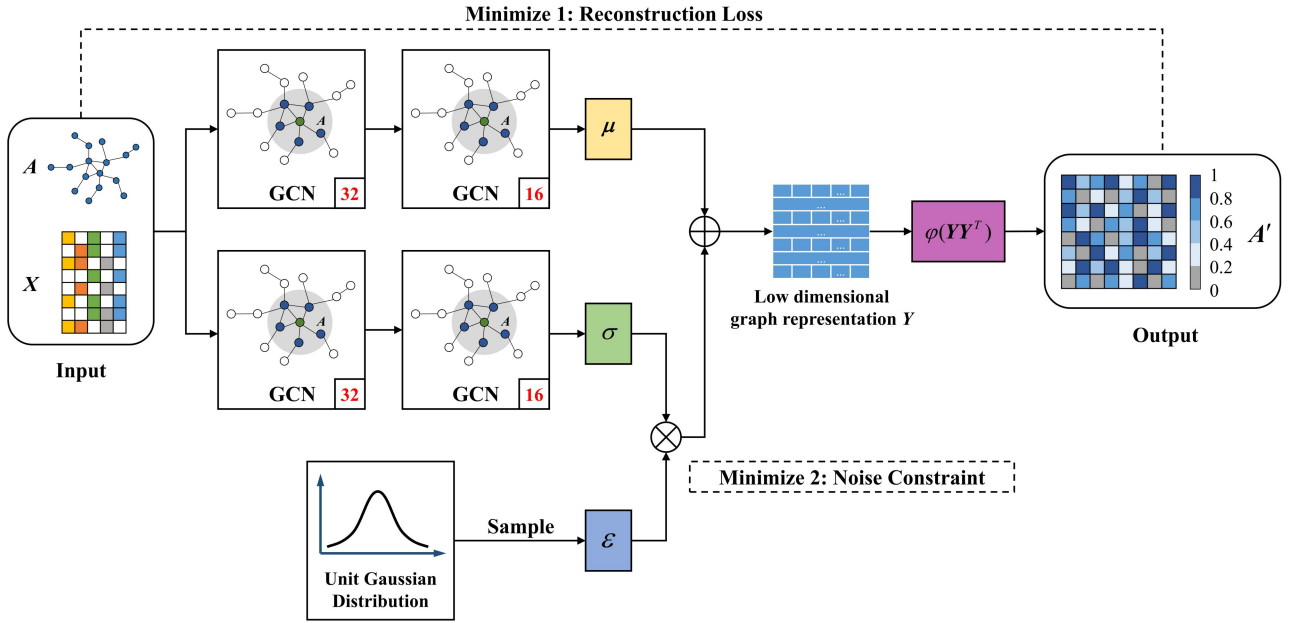 Minimize 1: Reconstruction Loss
A
X
Input
A
GCN
32
A
GCN
16
μ
A
GCN
32
A
GCN
16
σ
Unit Gaussian
Distribution
Sample
ε
Minimize 2: Noise Constraint
...
...
...
...
...
...
...
Low dimensional
graph representation Y
φ(YYᵀ)
1
0.8
0.6
0.4
0.2
0
A′
Output